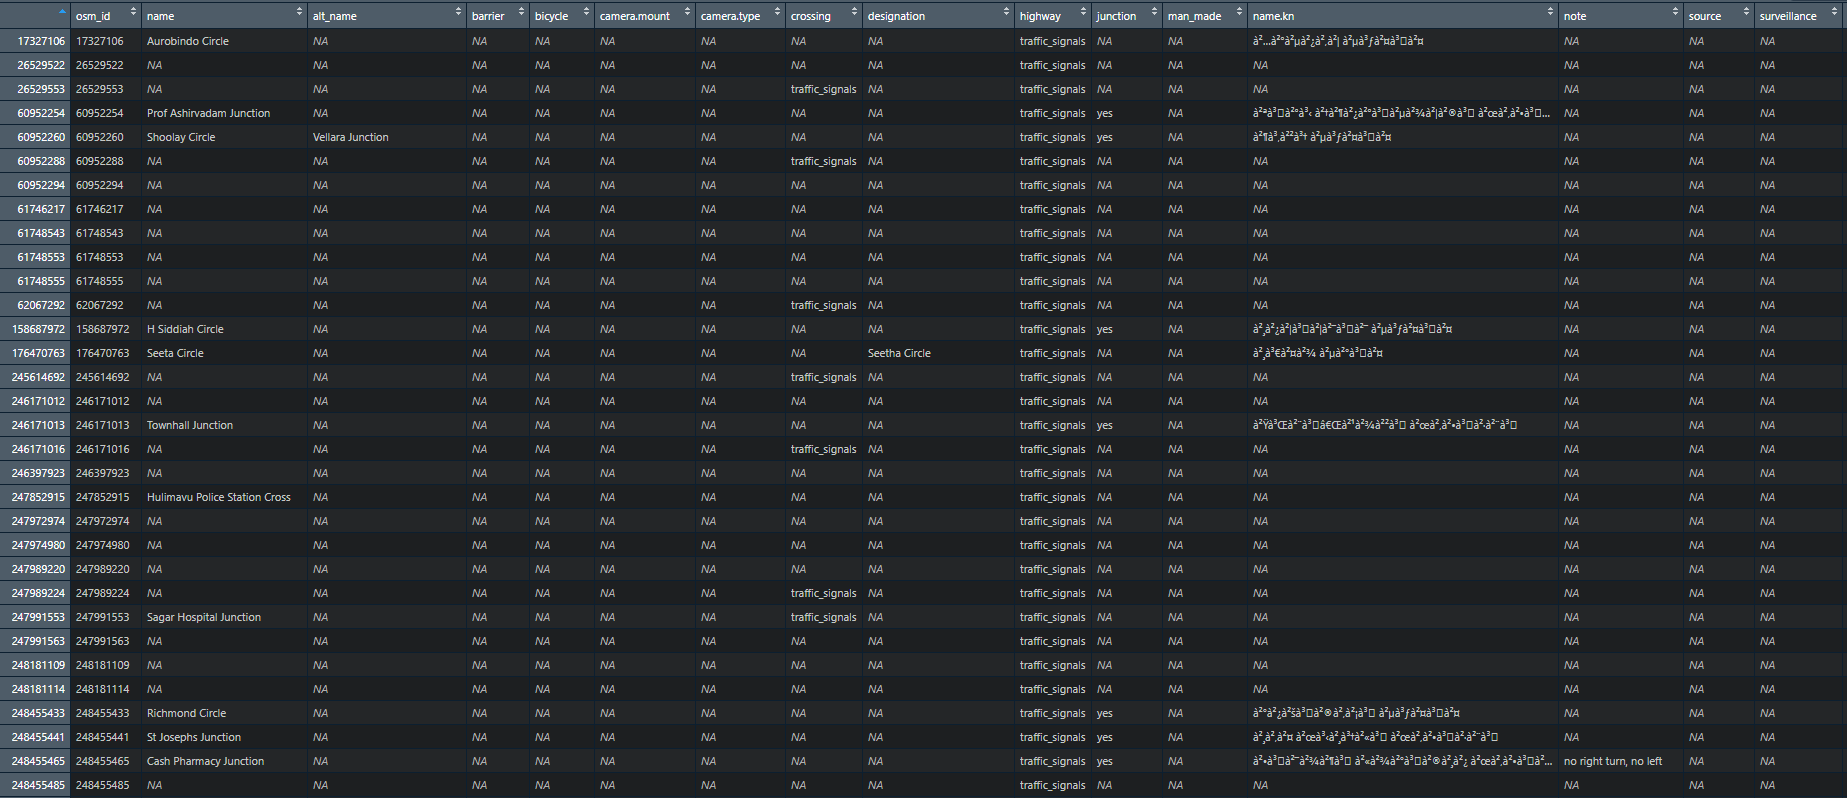 osm_id name alt_name barrier bicycle camera.mount camera.type crossing designation highway junction man_made name.kn note source surveillance
17327106 17327106 Aurobindo Circle NA NA NA NA NA NA NA traffic_signals NA NA NA NA NA
26529522 26529522 NA NA NA NA NA NA NA NA traffic_signals NA NA NA NA NA NA
26529553 26529553 NA NA NA NA NA NA traffic_signals NA traffic_signals NA NA NA NA NA NA
60952254 60952254 Prof Ashirvadam Junction NA NA NA NA NA NA NA traffic_signals yes NA NA NA NA
60952260 60952260 Shoolay Circle Vellara Junction NA NA NA NA NA NA traffic_signals yes NA NA NA NA
60952288 60952288 NA NA NA NA NA NA traffic_signals NA traffic_signals NA NA NA NA NA NA
60952294 60952294 NA NA NA NA NA NA NA NA traffic_signals NA NA NA NA NA NA
61746217 61746217 NA NA NA NA NA NA NA NA traffic_signals NA NA NA NA NA NA
61748543 61748543 NA NA NA NA NA NA NA NA traffic_signals NA NA NA NA NA NA
61748553 61748553 NA NA NA NA NA NA NA NA traffic_signals NA NA NA NA NA NA
61748555 61748555 NA NA NA NA NA NA NA NA traffic_signals NA NA NA NA NA NA
62067292 62067292 NA NA NA NA NA NA traffic_signals NA traffic_signals NA NA NA NA NA NA
158687972 158687972 H Siddiah Circle NA NA NA NA NA NA NA traffic_signals yes NA NA NA NA
176470763 176470763 Seeta Circle NA NA NA NA NA NA Seetha Circle traffic_signals NA NA NA NA NA
245614692 245614692 NA NA NA NA NA NA traffic_signals NA traffic_signals NA NA NA NA NA NA
246171012 246171012 NA NA NA NA NA NA NA NA traffic_signals NA NA NA NA NA NA
246171013 246171013 Townhall Junction NA NA NA NA NA NA NA traffic_signals yes NA NA NA NA
246171016 246171016 NA NA NA NA NA NA traffic_signals NA traffic_signals NA NA NA NA NA NA
246397923 246397923 NA NA NA NA NA NA NA NA traffic_signals NA NA NA NA NA NA
247852915 247852915 Hulimavu Police Station Cross NA NA NA NA NA NA NA traffic_signals NA NA NA NA NA NA
247972974 247972974 NA NA NA NA NA NA NA NA traffic_signals NA NA NA NA NA NA
247974980 247974980 NA NA NA NA NA NA NA NA traffic_signals NA NA NA NA NA NA
247989220 247989220 NA NA NA NA NA NA NA NA traffic_signals NA NA NA NA NA NA
247989224 247989224 NA NA NA NA NA NA traffic_signals NA traffic_signals NA NA NA NA NA NA
247991553 247991553 Sagar Hospital Junction NA NA NA NA NA traffic_signals NA traffic_signals NA NA NA NA NA NA
247991563 247991563 NA NA NA NA NA NA NA NA traffic_signals NA NA NA NA NA NA
248181109 248181109 NA NA NA NA NA NA NA NA traffic_signals NA NA NA NA NA NA
248181114 248181114 NA NA NA NA NA NA NA NA traffic_signals NA NA NA NA NA NA
248455433 248455433 Richmond Circle NA NA NA NA NA NA NA traffic_signals yes NA NA NA NA
248455441 248455441 St Josephs Junction NA NA NA NA NA NA NA traffic_signals yes NA NA NA NA
248455465 248455465 Cash Pharmacy Junction NA NA NA NA NA NA NA traffic_signals yes NA no right turn, no left NA NA
248455485 248455485 NA NA NA NA NA NA NA NA traffic_signals NA NA NA NA NA NA